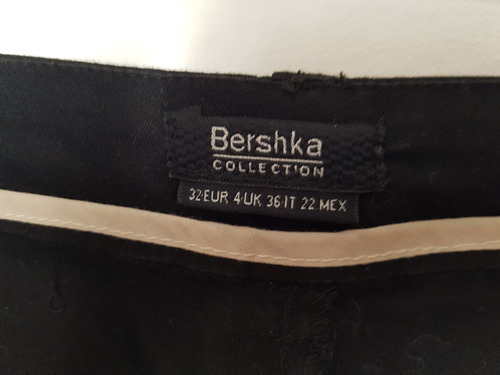 Bershka
COLLECTION
32·EUR 4·UK 36·IT 22·MEX